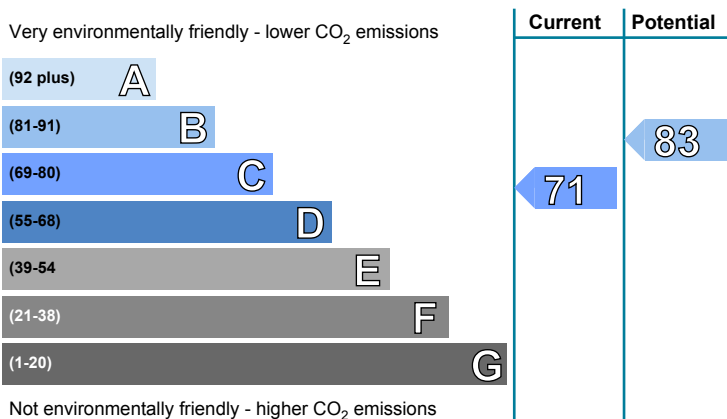 Very environmentally friendly - lower CO2 emissions
Current
Potential
(92 plus) A
(81-91) B
83
(69-80) C
71
(55-68) D
(39-54 E
(21-38) F
(1-20) G
Not environmentally friendly - higher CO2 emissions